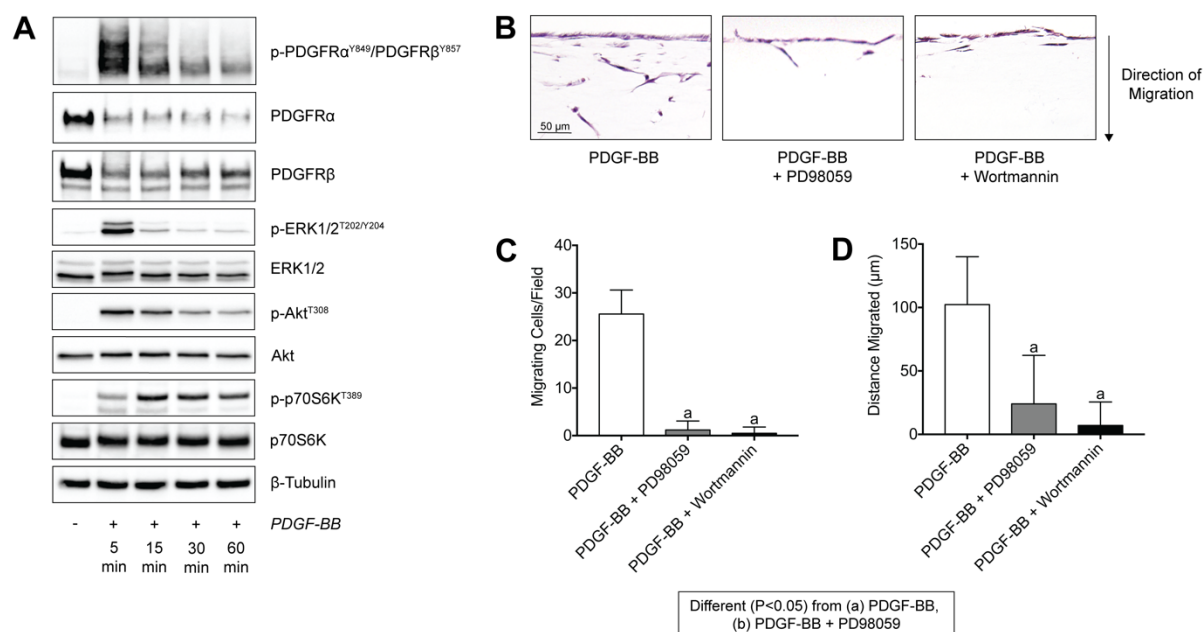 A
p-PDGFRα^Y849/PDGFRβ^Y857
PDGFRα
PDGFRβ
p-ERK1/2^T202/Y204
ERK1/2
p-Akt^T308
Akt
p-p70S6K^T389
p70S6K
β-Tubulin
- + + + + PDGF-BB
5 15 30 60
min min min min
B
50 µm
Direction of
Migration
PDGF-BB
PDGF-BB
+ PD98059
PDGF-BB
+ Wortmannin
C
Migrating Cells/Field
40
30
20
10
0
a
a
PDGF-BB
PDGF-BB + PD98059
PDGF-BB + Wortmannin
D
Distance Migrated (µm)
150
100
50
0
a
a
PDGF-BB
PDGF-BB + PD98059
PDGF-BB + Wortmannin
Different (P<0.05) from (a) PDGF-BB,
(b) PDGF-BB + PD98059